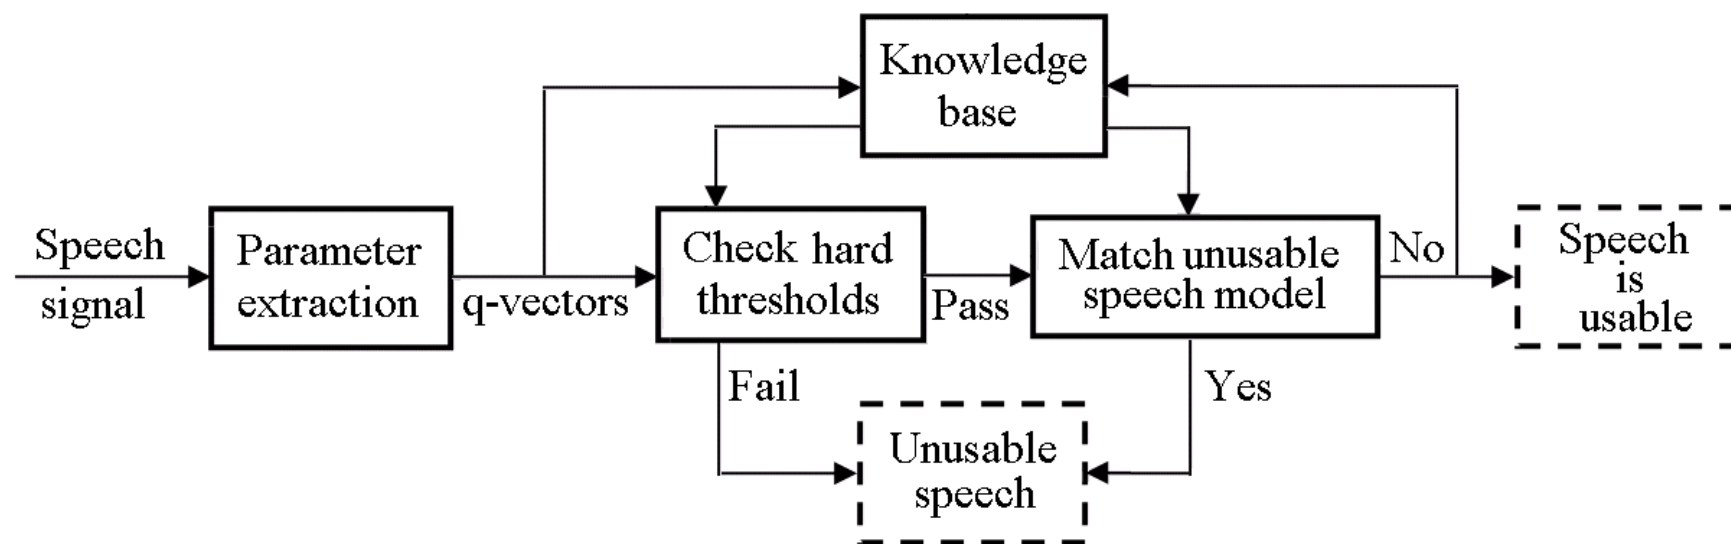 Knowledge
base
Speech
signal
Parameter
extraction
q-vectors
Check hard
thresholds
Pass
Match unusable
speech model
No
Speech
is
usable
Fail
Yes
Unusable
speech